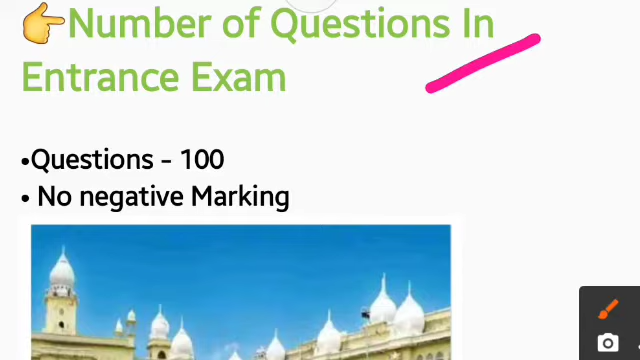 👉Number of Questions In
Entrance Exam
•Questions - 100
• No negative Marking